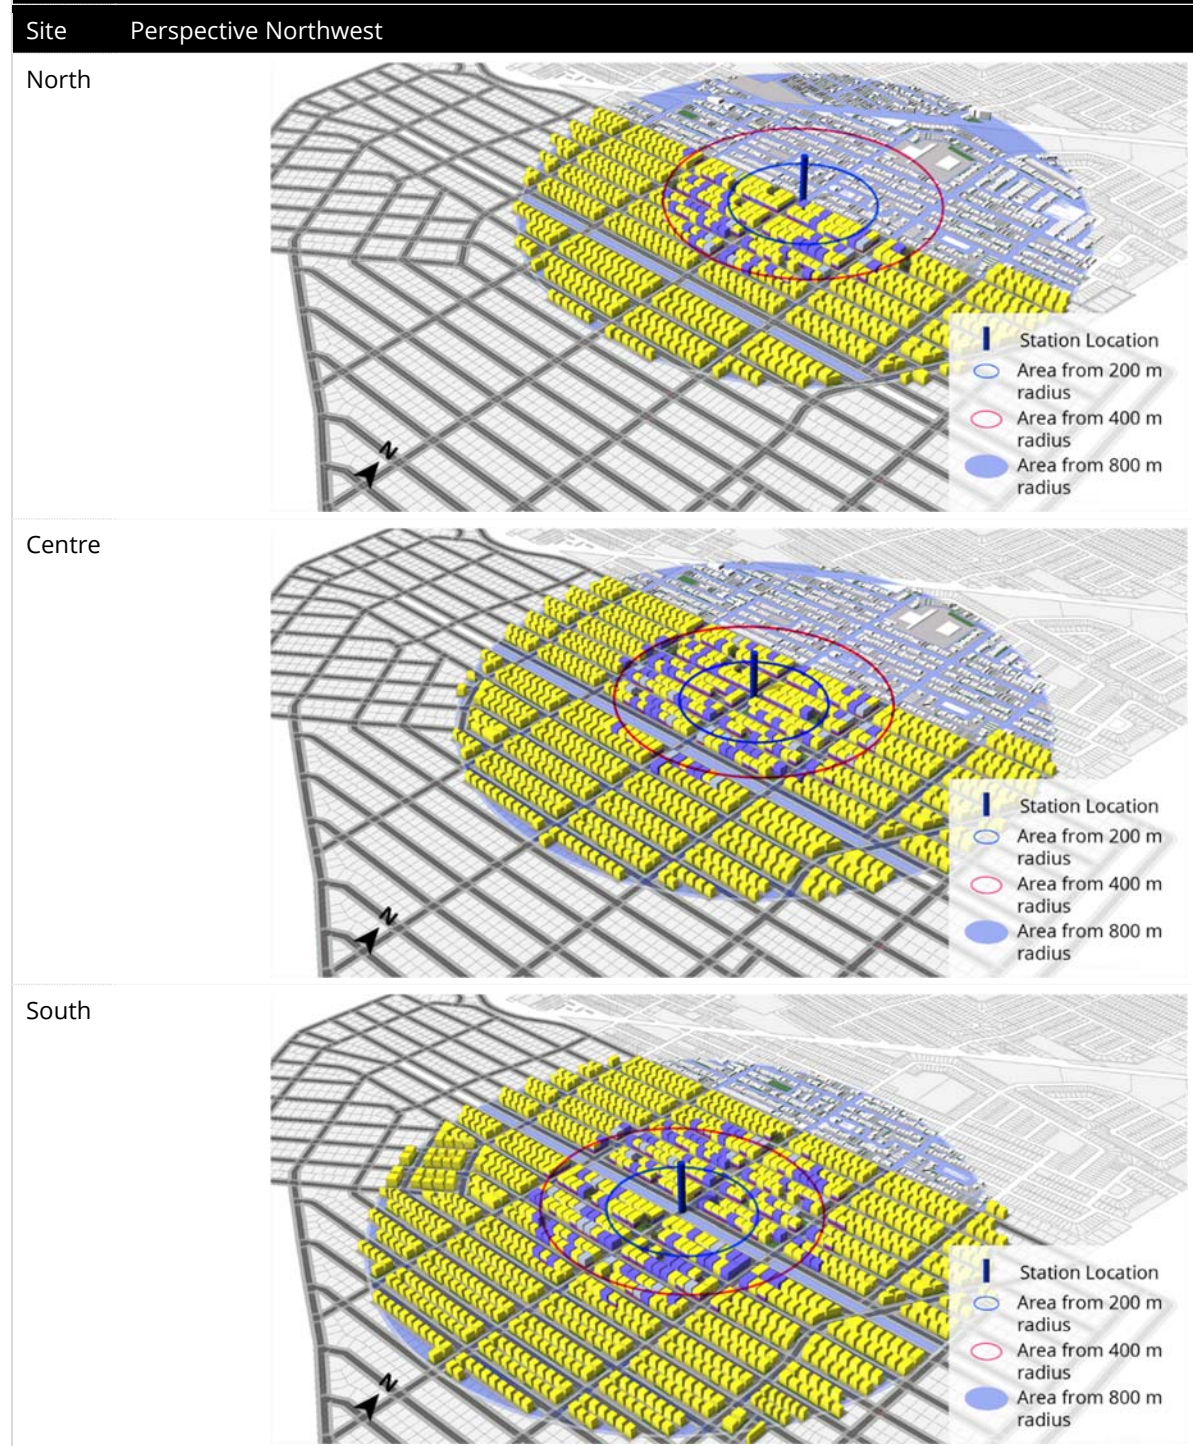 Site Perspective Northwest
North
N
Station Location
Area from 200 m
radius
Area from 400 m
radius
Area from 800 m
radius
Centre
N
Station Location
Area from 200 m
radius
Area from 400 m
radius
Area from 800 m
radius
South
N
Station Location
Area from 200 m
radius
Area from 400 m
radius
Area from 800 m
radius